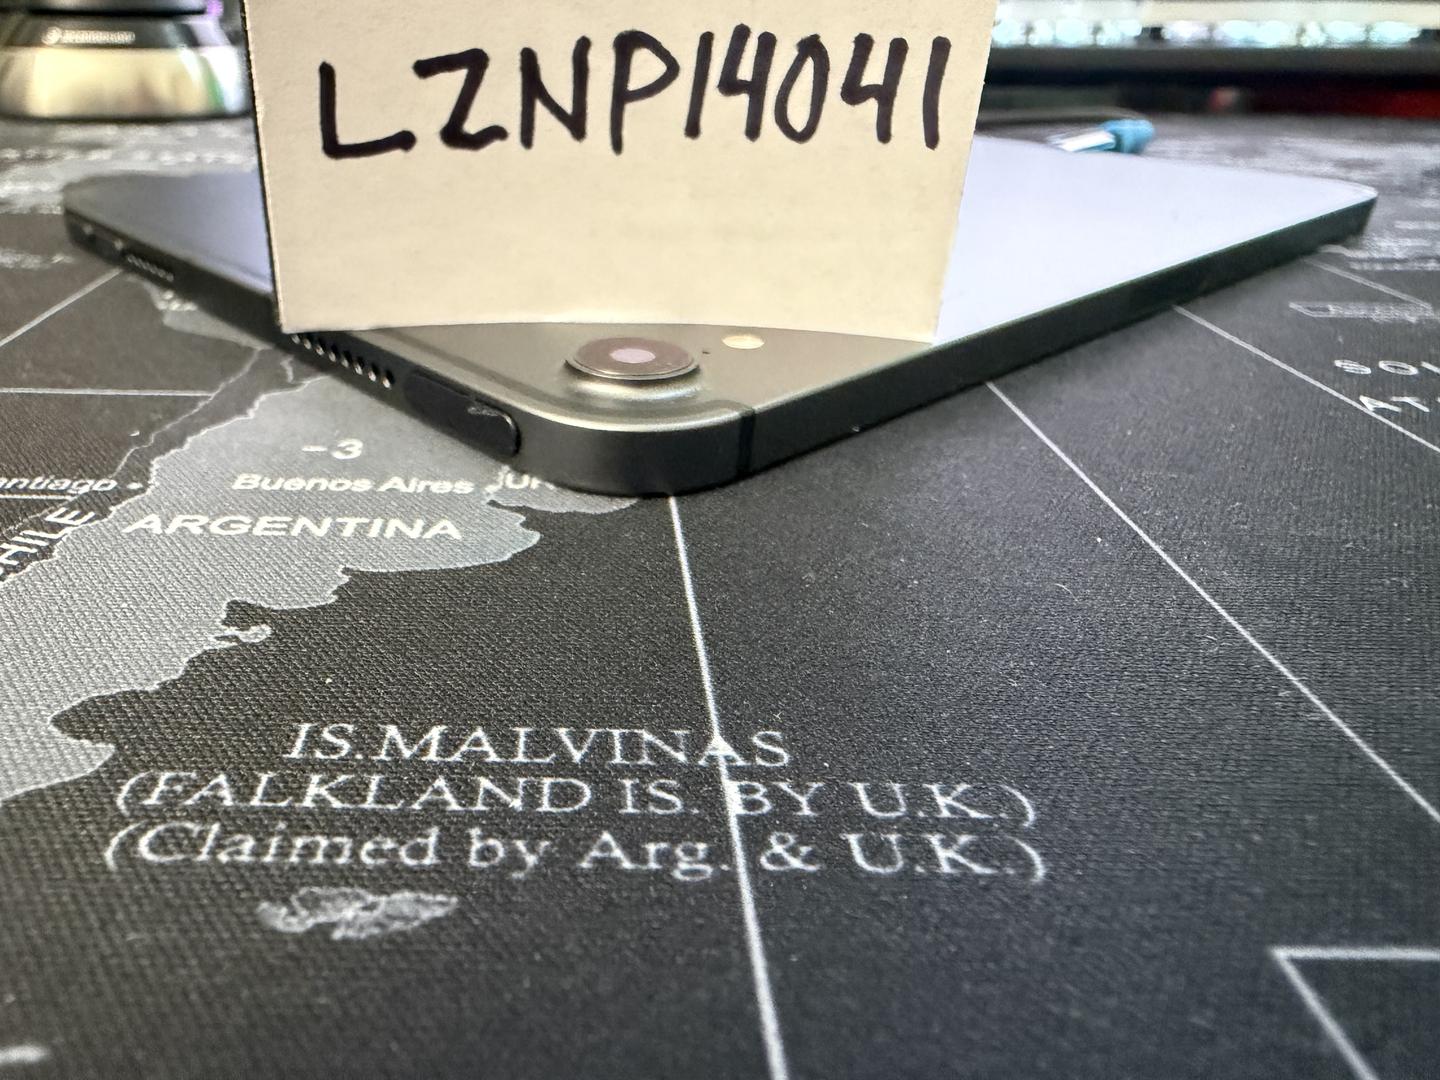 LZNP14041
-3
Buenos Aires
ARGENTINA
IS.MALVINAS
(FALKLAND IS. BY U.K.)
(Claimed by Arg. & U.K.)